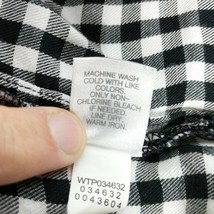 MACHINE WASH
COLD WITH LIKE
COLORS.
ONLY NON-
CHLORINE BLEACH
IF NEEDED.
LINE DRY.
WARM IRON.
WTP034632
034632
0043604